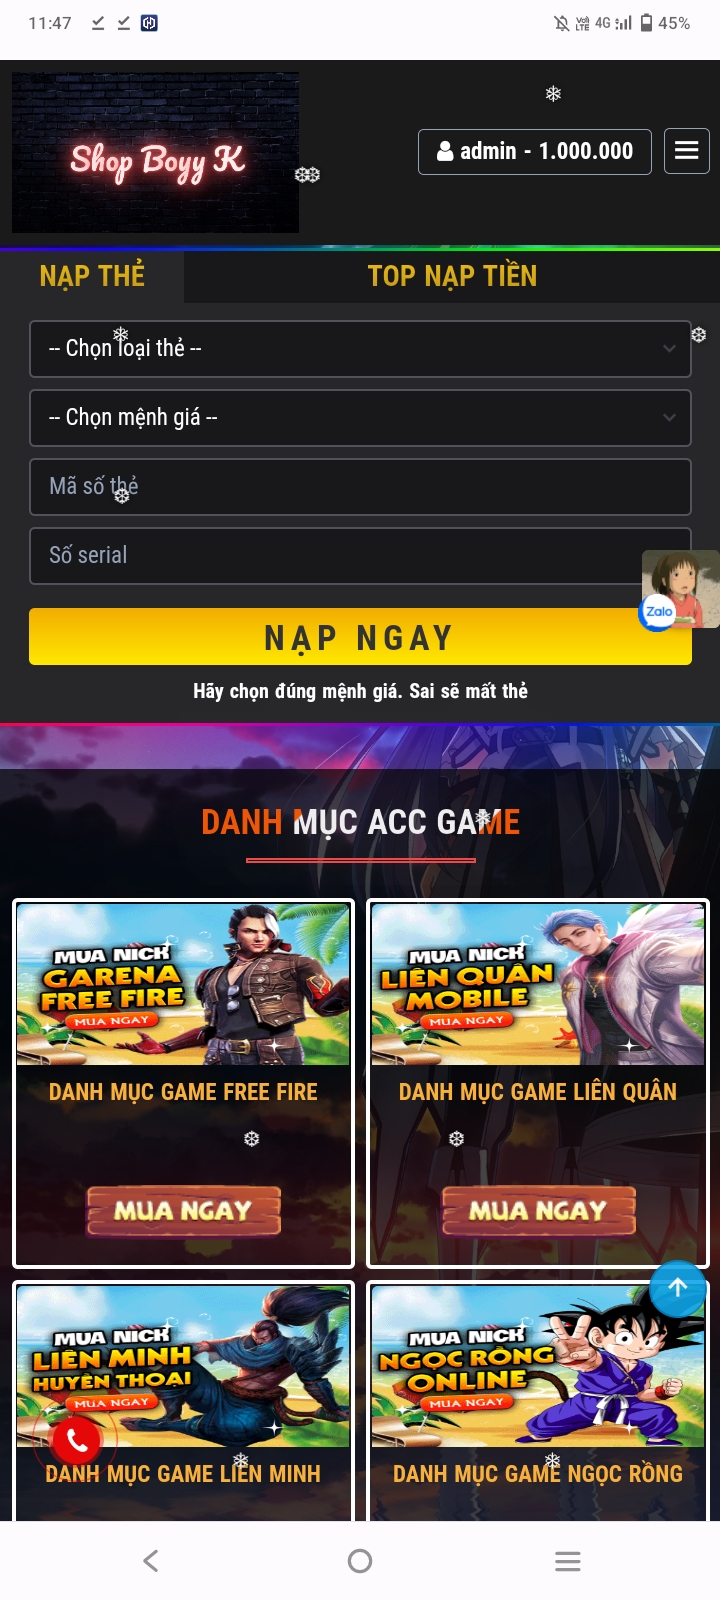 11:47
4G 45%
Shop Boyy K
admin - 1.000.000
NẠP THẺ
TOP NẠP TIỀN
-- Chọn loại thẻ --
-- Chọn mệnh giá --
Mã số thẻ
Số serial
Zalo
NẠP NGAY
Hãy chọn đúng mệnh giá. Sai sẽ mất thẻ
DANH MỤC ACC GAME
MUA NICK
GARENA
FREE FIRE
MUA NGAY
DANH MỤC GAME FREE FIRE
MUA NGAY
MUA NICK
LIÊN QUÂN
MOBILE
MUA NGAY
DANH MỤC GAME LIÊN QUÂN
MUA NGAY
MUA NICK
LIÊN MINH
HUYỀN THOẠI
MUA NGAY
DANH MỤC GAME LIÊN MINH
MUA NICK
NGỌC RỒNG
ONLINE
MUA NGAY
DANH MỤC GAME NGỌC RỒNG